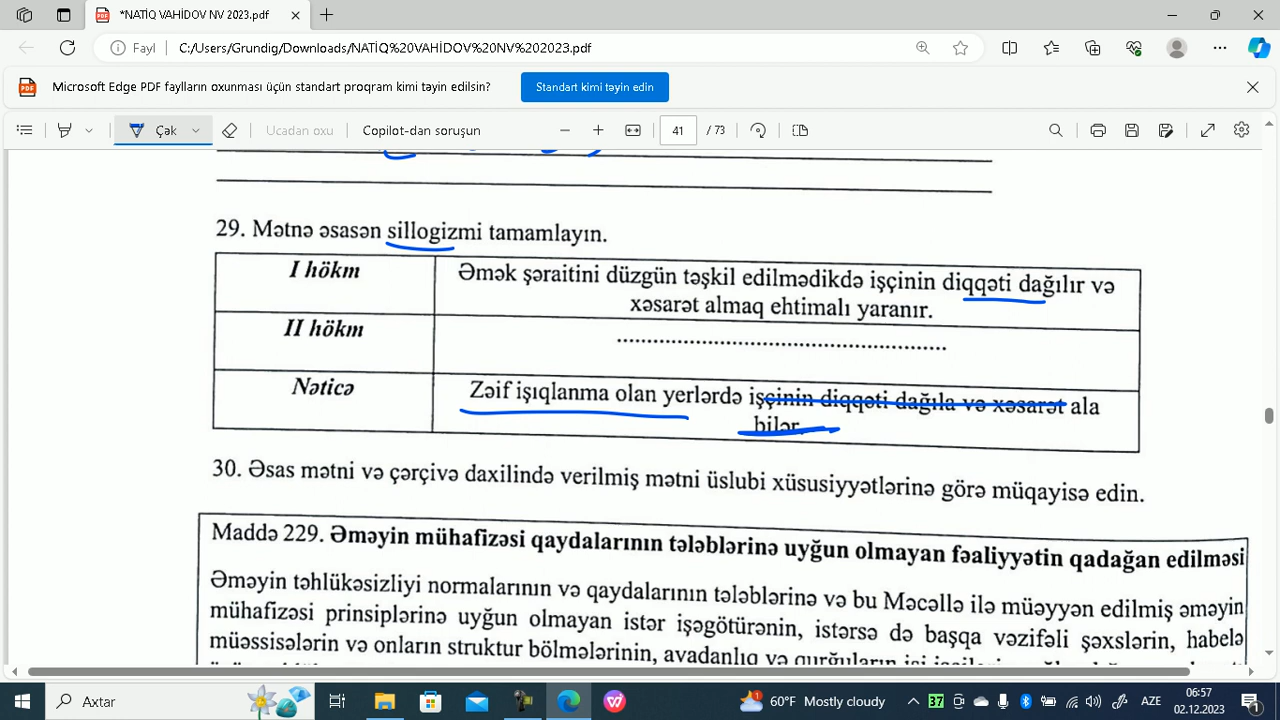 *NATİQ VAHİDOV NV 2023.pdf
Fayl C:/Users/Grundig/Downloads/NATİQ%20VAHİDOV%20NV%202023.pdf
Microsoft Edge PDF faylların oxunması üçün standart proqram kimi təyin edilsin? Standart kimi təyin edin
Çək Ucadan oxu Copilot-dan soruşun 41 / 73
29. Mətnə əsasən sillogizmi tamamlayın.
I hökm
Əmək şəraitini düzgün təşkil edilmədikdə işçinin diqqəti dağılır və
xəsarət almaq ehtimalı yaranır.
II hökm
......................................................
Nəticə
Zəif işıqlanma olan yerlərdə işçinin diqqəti dağıla və xəsarət ala
bilər.
30. Əsas mətni və çərçivə daxilində verilmiş mətni üslubi xüsusiyyətlərinə görə müqayisə edin.
Maddə 229. Əməyin mühafizəsi qaydalarının tələblərinə uyğun olmayan fəaliyyətin qadağan edilməsi
Əməyin təhlükəsizliyi normalarının və qaydalarının tələblərinə və bu Məcəllə ilə müəyyən edilmiş əməyin
mühafizəsi prinsiplərinə uyğun olmayan istər işəgötürənin, istərsə də başqa vəzifəli şəxslərin, habelə
müəssisələrin və onların struktur bölmələrinin, avadanlıq və qurğuların işi
Axtar
1 60°F Mostly cloudy 37 AZE 06:57
02.12.2023 1